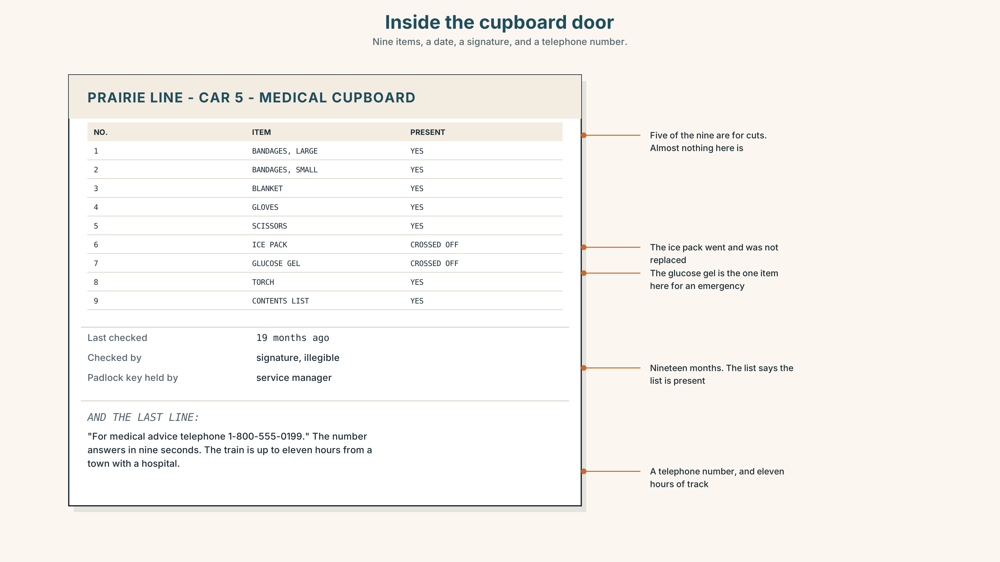 Inside the cupboard door
Nine items, a date, a signature, and a telephone number.
PRAIRIE LINE - CAR 5 - MEDICAL CUPBOARD
NO. ITEM PRESENT
1 BANDAGES, LARGE YES
2 BANDAGES, SMALL YES
3 BLANKET YES
4 GLOVES YES
5 SCISSORS YES
6 ICE PACK CROSSED OFF
7 GLUCOSE GEL CROSSED OFF
8 TORCH YES
9 CONTENTS LIST YES
Last checked 19 months ago
Checked by signature, illegible
Padlock key held by service manager
AND THE LAST LINE:
"For medical advice telephone 1-800-555-0199." The number
answers in nine seconds. The train is up to eleven hours from a
town with a hospital.
Five of the nine are for cuts.
Almost nothing here is
The ice pack went and was not
replaced
The glucose gel is the one item
here for an emergency
Nineteen months. The list says the
list is present
A telephone number, and eleven
hours of track